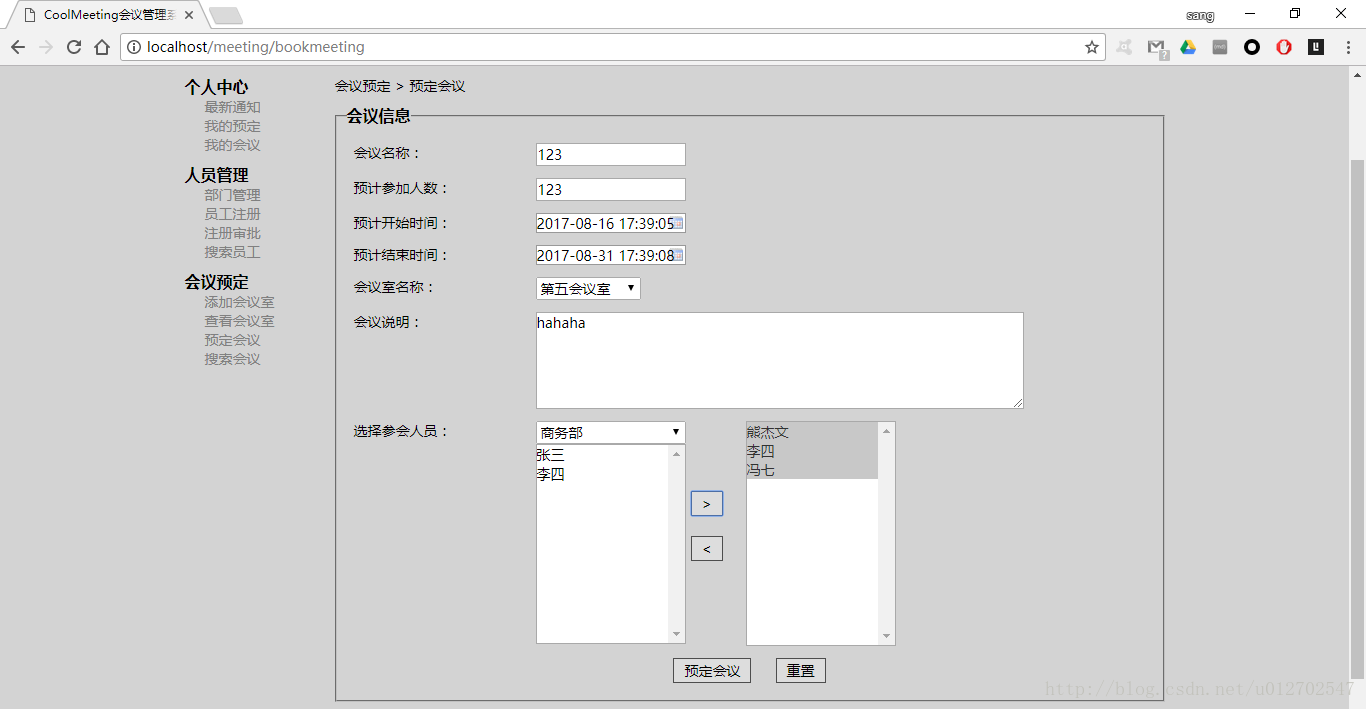 CoolMeeting会议管理系
sang
localhost/meeting/bookmeeting
个人中心
最新通知
我的预定
我的会议
人员管理
部门管理
员工注册
注册审批
搜索员工
会议预定
添加会议室
查看会议室
预定会议
搜索会议
会议预定 > 预定会议
会议信息
会议名称： 123
预计参加人数： 123
预计开始时间： 2017-08-16 17:39:05
预计结束时间： 2017-08-31 17:39:08
会议室名称： 第五会议室
会议说明： hahaha
选择参会人员： 商务部
张三
李四
>
<
熊杰文
李四
冯七
预定会议 重置
http://blog.csdn.net/u012702547